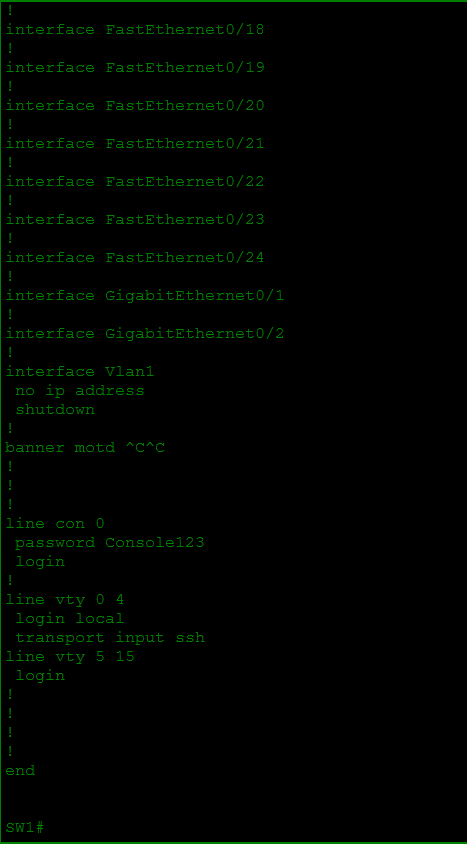 !
interface FastEthernet0/18
!
interface FastEthernet0/19
!
interface FastEthernet0/20
!
interface FastEthernet0/21
!
interface FastEthernet0/22
!
interface FastEthernet0/23
!
interface FastEthernet0/24
!
interface GigabitEthernet0/1
!
interface GigabitEthernet0/2
!
interface Vlan1
 no ip address
 shutdown
!
banner motd ^C^C
!
!
!
line con 0
 password Console123
 login
!
line vty 0 4
 login local
 transport input ssh
line vty 5 15
 login
!
!
!
!
end
SW1#